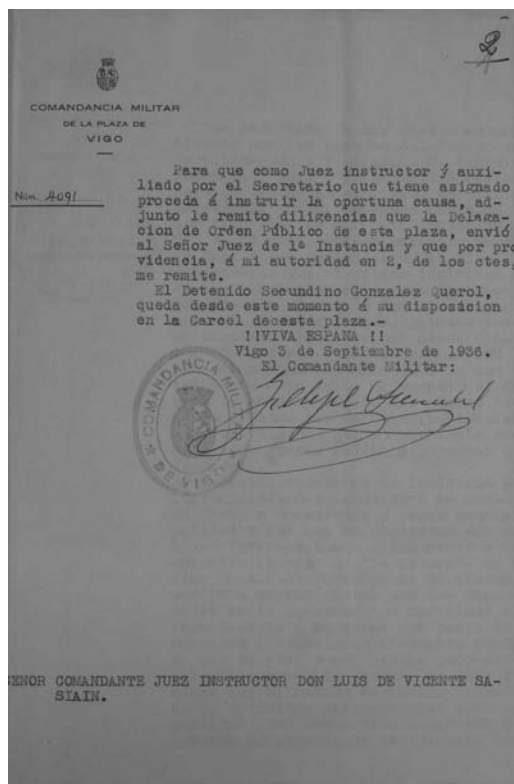 COMANDANCIA MILITAR
DE LA PLAZA DE
VIGO
Núm. 4091
Para que como Juez instructor ý auxi-
liado por el Secretario que tiene asignado
proceda á instruir la oportuna causa, ad-
junto le remito diligencias que la Delaga-
cion de Orden Público de esta plaza, envió
al Señor Juez de 1ª Instancia y que por pro
videncia, á mi autoridad en 2, de los ctes,
me remite.
El Detenido Secundino Gonzalez Querol,
queda desde este momento á su disposicion
en la Carcel decesta plaza.-
!!VIVA ESPAÑA !!
Vigo 3 de Septiembre de 1936.
El Comandante Militar:
COMANDANCIA MILITAR
DE VIGO
SENOR COMANDANTE JUEZ INSTRUCTOR DON LUIS DE VICENTE SA-
SIAIN.